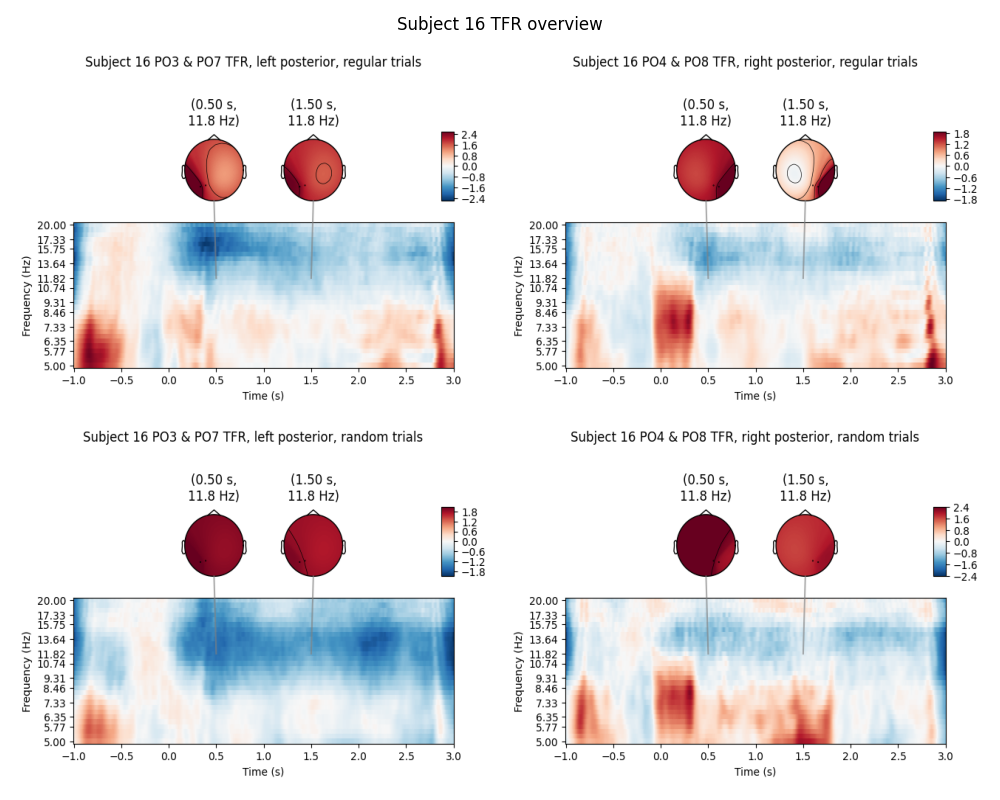 Subject 16 TFR overview
Subject 16 PO3 & PO7 TFR, left posterior, regular trials
(0.50 s,
11.8 Hz)
(1.50 s,
11.8 Hz)
2.4
1.6
0.8
0.0
−0.8
−1.6
−2.4
20.00
17.33
15.75
13.64
11.82
10.74
9.31
8.46
7.33
6.35
5.77
5.00
Frequency (Hz)
−1.0 −0.5 0.0 0.5 1.0 1.5 2.0 2.5 3.0
Time (s)
Subject 16 PO4 & PO8 TFR, right posterior, regular trials
(0.50 s,
11.8 Hz)
(1.50 s,
11.8 Hz)
1.8
1.2
0.6
0.0
−0.6
−1.2
−1.8
20.00
17.33
15.75
13.64
11.82
10.74
9.31
8.46
7.33
6.35
5.77
5.00
Frequency (Hz)
−1.0 −0.5 0.0 0.5 1.0 1.5 2.0 2.5 3.0
Time (s)
Subject 16 PO3 & PO7 TFR, left posterior, random trials
(0.50 s,
11.8 Hz)
(1.50 s,
11.8 Hz)
1.8
1.2
0.6
0.0
−0.6
−1.2
−1.8
20.00
17.33
15.75
13.64
11.82
10.74
9.31
8.46
7.33
6.35
5.77
5.00
Frequency (Hz)
−1.0 −0.5 0.0 0.5 1.0 1.5 2.0 2.5 3.0
Time (s)
Subject 16 PO4 & PO8 TFR, right posterior, random trials
(0.50 s,
11.8 Hz)
(1.50 s,
11.8 Hz)
2.4
1.6
0.8
0.0
−0.8
−1.6
−2.4
20.00
17.33
15.75
13.64
11.82
10.74
9.31
8.46
7.33
6.35
5.77
5.00
Frequency (Hz)
−1.0 −0.5 0.0 0.5 1.0 1.5 2.0 2.5 3.0
Time (s)